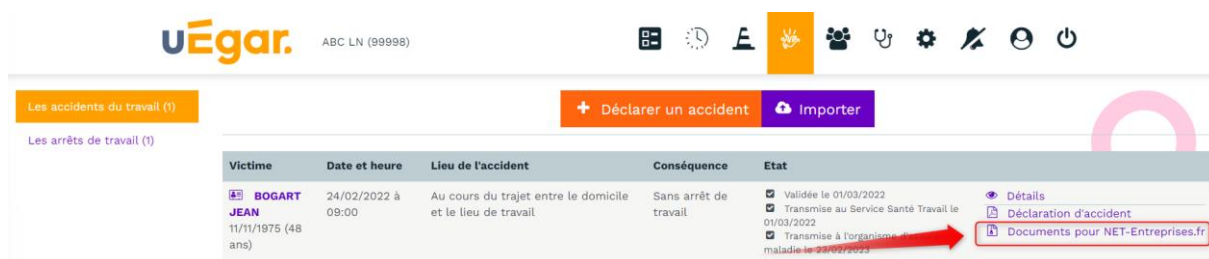 uÉgar.
ABC LN (99998)
Les accidents du travail (1)
Les arrêts de travail (1)
Déclarer un accident
Importer
Victime Date et heure Lieu de l'accident Conséquence Etat
BOGART
JEAN
11/11/1975 (48
ans)
24/02/2022 à
09:00
Au cours du trajet entre le domicile
et le lieu de travail
Sans arrêt de
travail
Validée le 01/03/2022
Transmise au Service Santé Travail le
01/03/2022
Transmise à l'organisme
maladie le 23/02/2023
Détails
Déclaration d'accident
Documents pour NET-Entreprises.fr